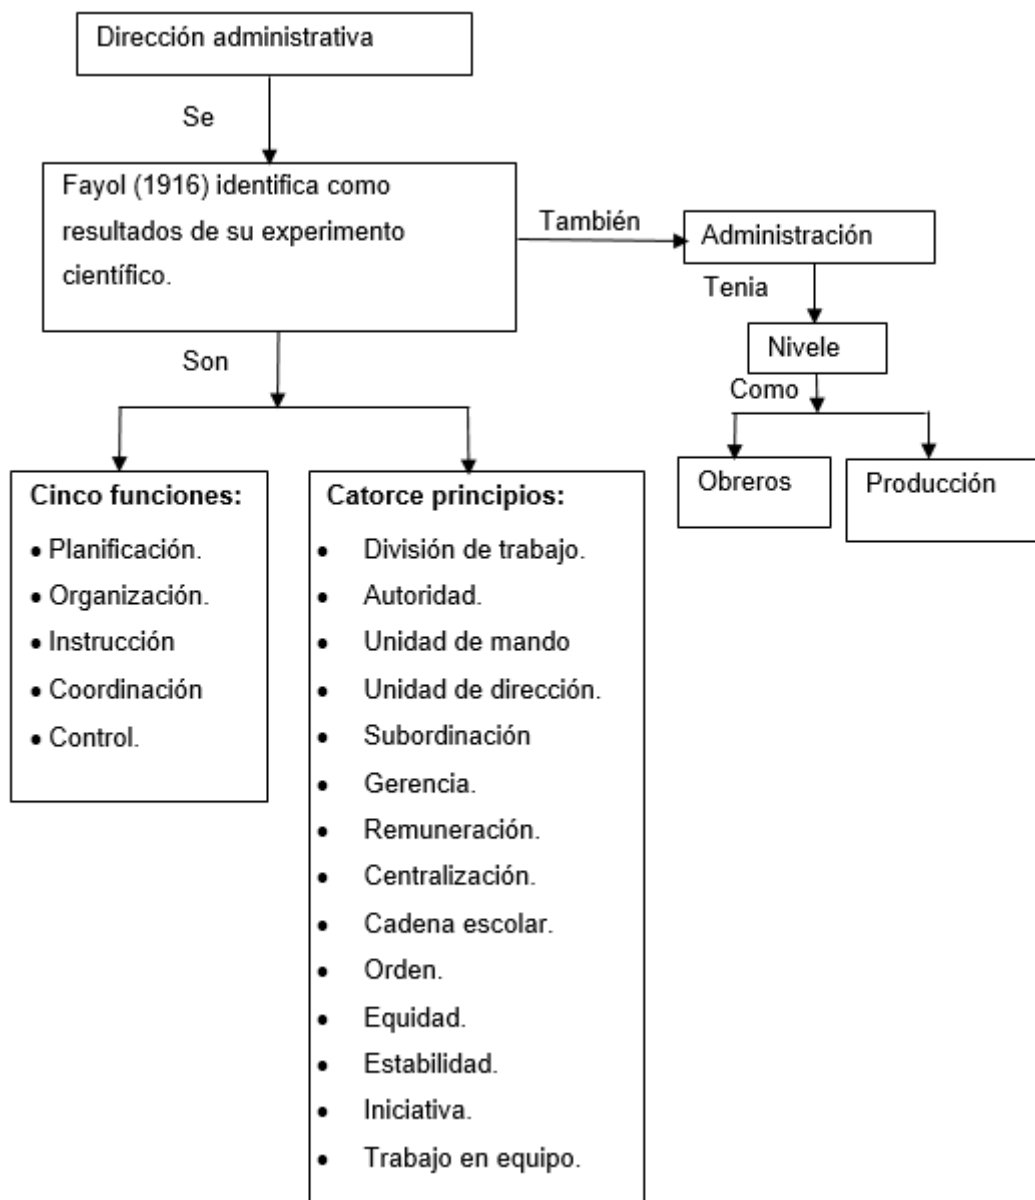 Dirección administrativa
Se
Fayol (1916) identifica como
resultados de su experimento
científico.
También
Administración
Tenia
Nivele
Como
Obreros
Producción
Son
Cinco funciones:
• Planificación.
• Organización.
• Instrucción
• Coordinación
• Control.
Catorce principios:
• División de trabajo.
• Autoridad.
• Unidad de mando
• Unidad de dirección.
• Subordinación
• Gerencia.
• Remuneración.
• Centralización.
• Cadena escolar.
• Orden.
• Equidad.
• Estabilidad.
• Iniciativa.
• Trabajo en equipo.